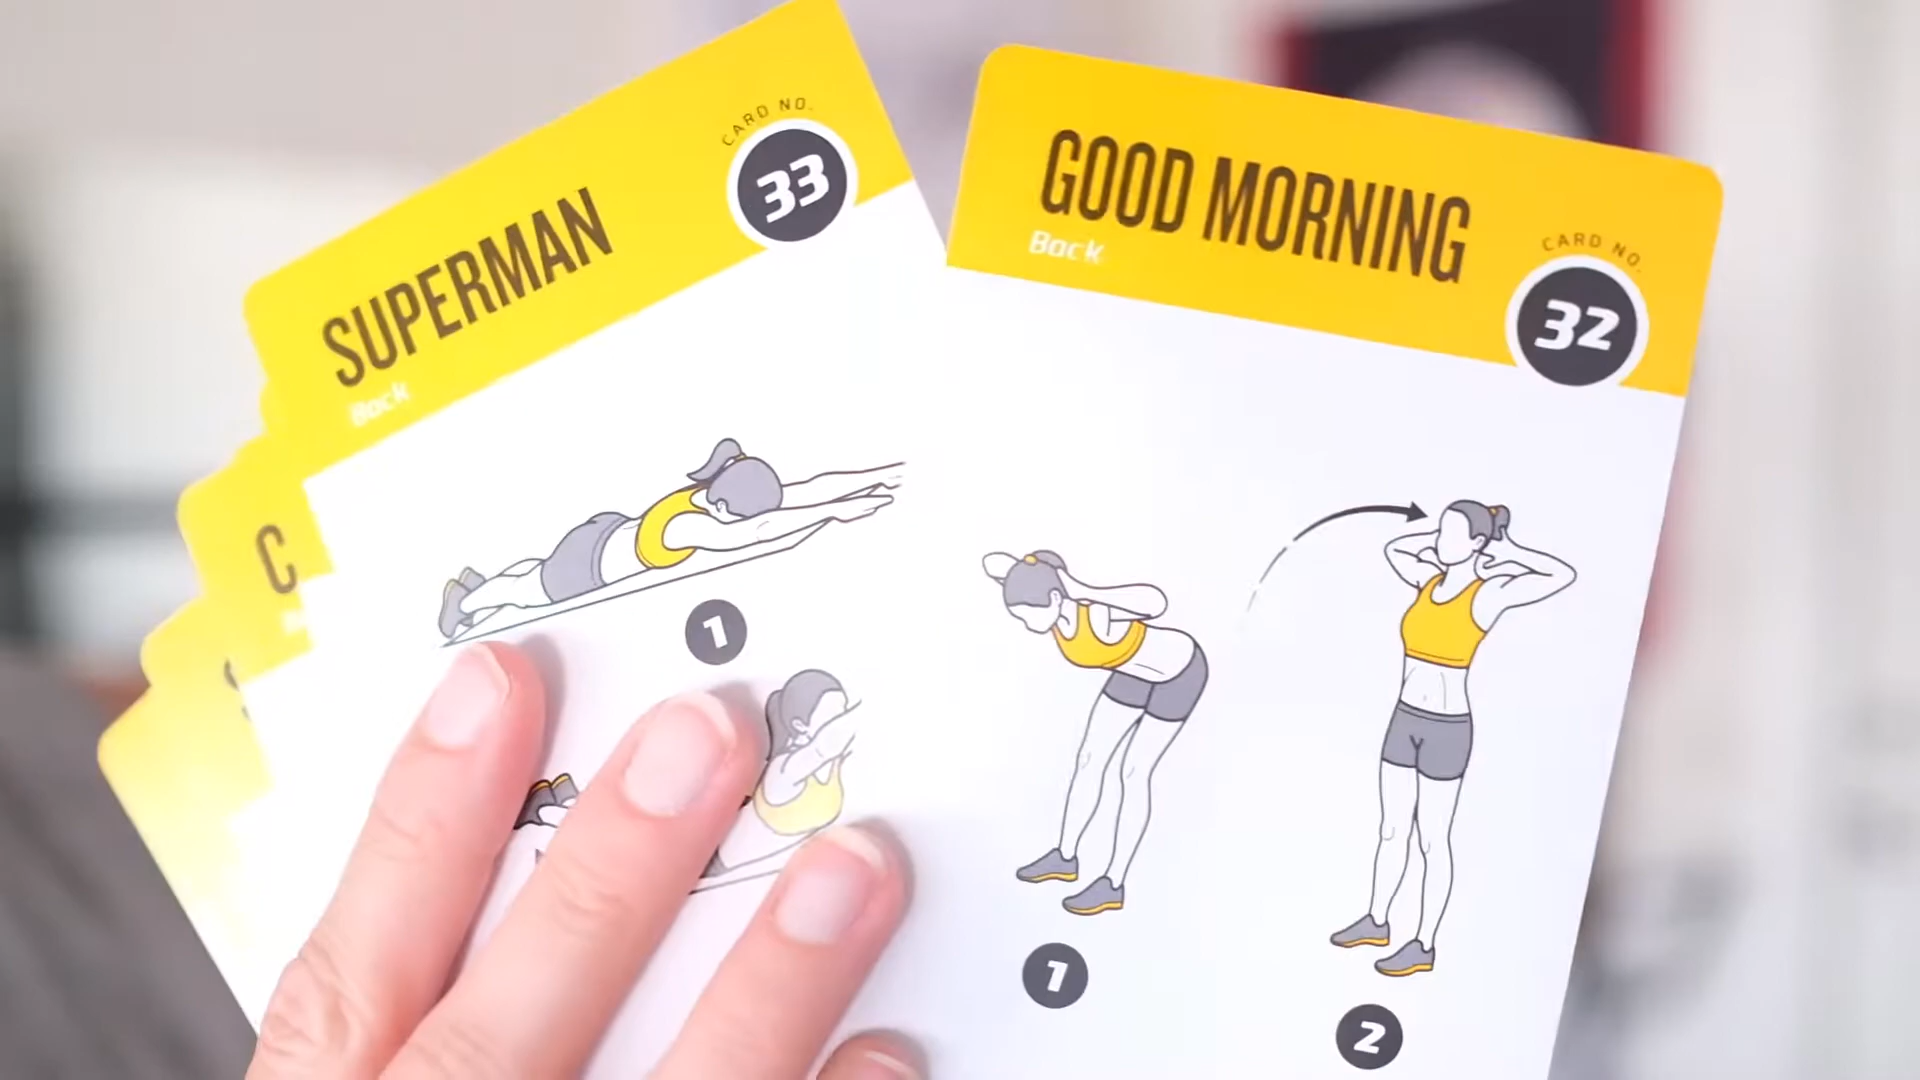 SUPERMAN
Back
CARD NO.
33
1
GOOD MORNING
Back
CARD NO.
32
1
2
C